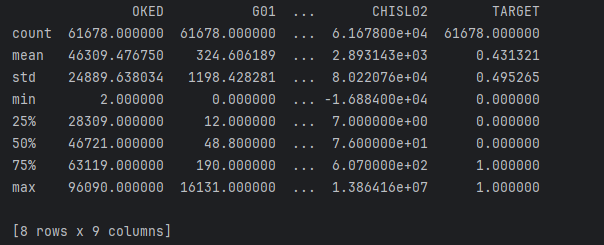 OKED G01 ... CHISL02 TARGET
count 61678.000000 61678.000000 ... 6.167800e+04 61678.000000
mean 46309.476750 324.606189 ... 2.893143e+03 0.431321
std 24889.638034 1198.428281 ... 8.022076e+04 0.495265
min 2.000000 0.000000 ... -1.688400e+04 0.000000
25% 28309.000000 12.000000 ... 7.000000e+00 0.000000
50% 46721.000000 48.800000 ... 7.600000e+01 0.000000
75% 63119.000000 190.000000 ... 6.070000e+02 1.000000
max 96090.000000 16131.000000 ... 1.386416e+07 1.000000
[8 rows x 9 columns]